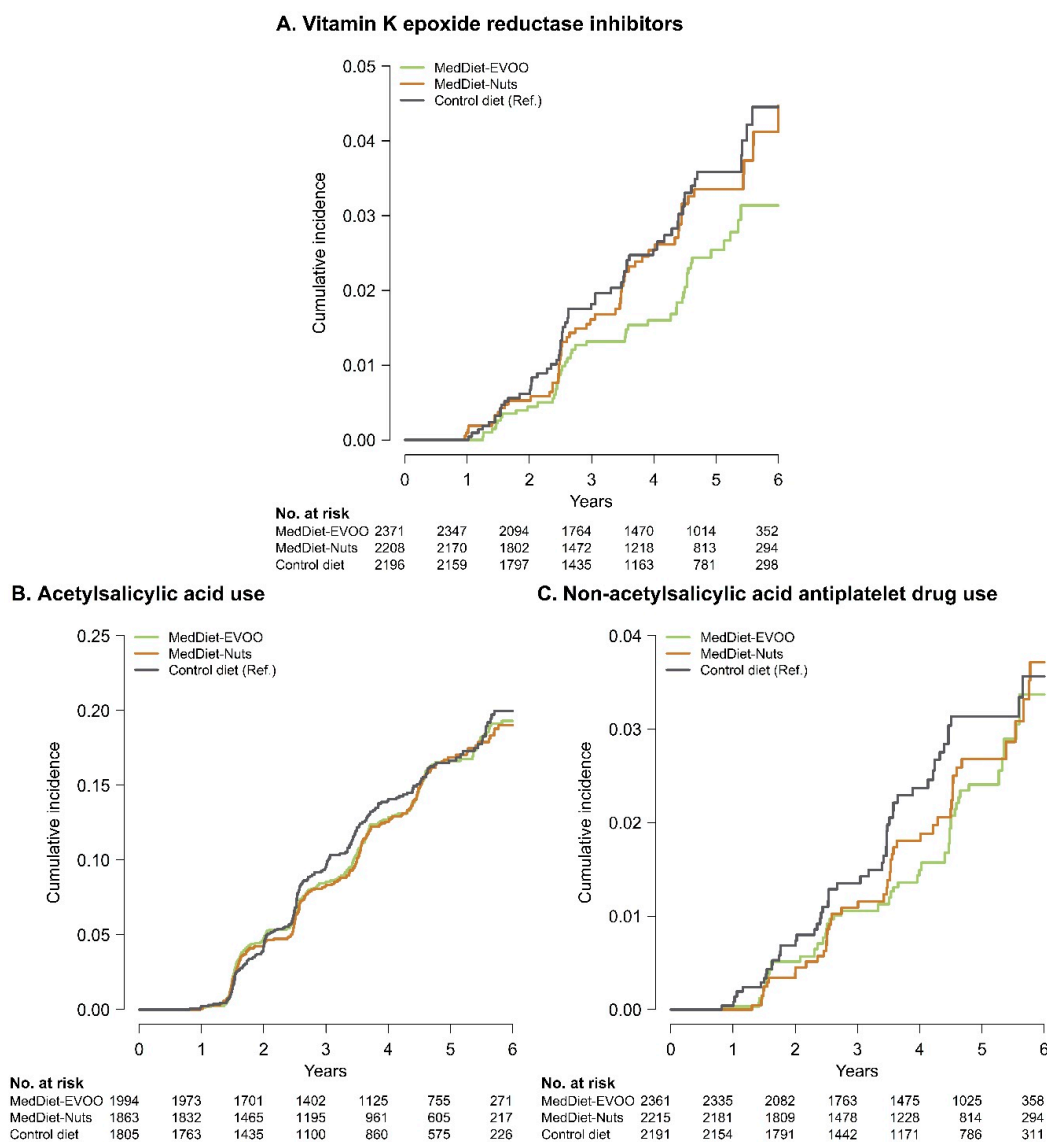 A. Vitamin K epoxide reductase inhibitors
0.05
MedDiet-EVOO
MedDiet-Nuts
Control diet (Ref.)
0.04
0.03
0.02
0.01
0.00
Cumulative incidence
0 1 2 3 4 5 6
Years
No. at risk
MedDiet-EVOO 2371 2347 2094 1764 1470 1014 352
MedDiet-Nuts 2208 2170 1802 1472 1218 813 294
Control diet 2196 2159 1797 1435 1163 781 298
B. Acetylsalicylic acid use
0.25
MedDiet-EVOO
MedDiet-Nuts
Control diet (Ref.)
0.20
0.15
0.10
0.05
0.00
Cumulative incidence
0 1 2 3 4 5 6
Years
No. at risk
MedDiet-EVOO 1994 1973 1701 1402 1125 755 271
MedDiet-Nuts 1863 1832 1465 1195 961 605 217
Control diet 1805 1763 1435 1100 860 575 226
C. Non-acetylsalicylic acid antiplatelet drug use
0.04
MedDiet-EVOO
MedDiet-Nuts
Control diet (Ref.)
0.03
0.02
0.01
0.00
Cumulative incidence
0 1 2 3 4 5 6
Years
No. at risk
MedDiet-EVOO 2361 2335 2082 1763 1475 1025 358
MedDiet-Nuts 2215 2181 1809 1478 1228 814 294
Control diet 2191 2154 1791 1442 1171 786 311